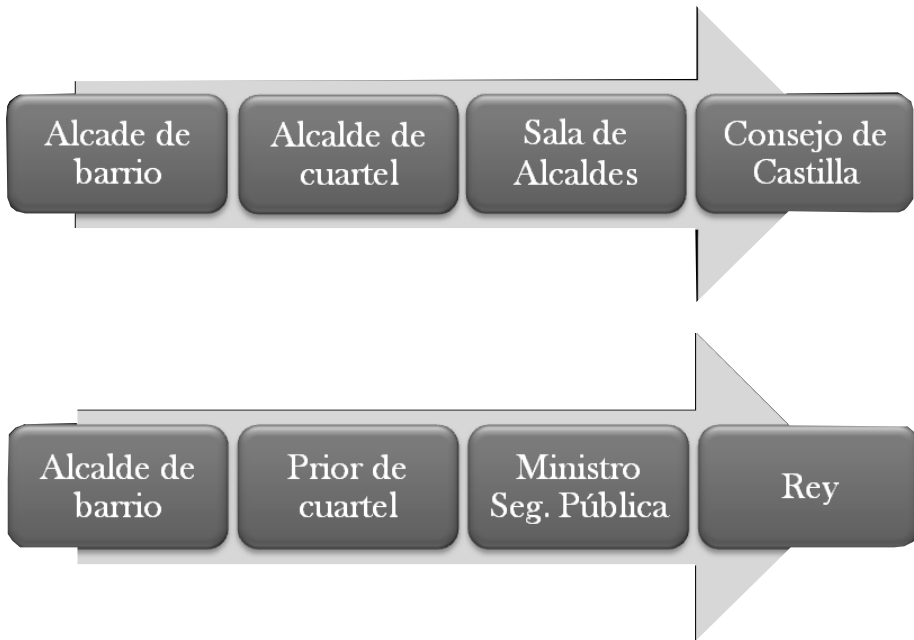 Alcade de
barrio
Alcalde de
cuartel
Sala de
Alcaldes
Consejo de
Castilla
Alcalde de
barrio
Prior de
cuartel
Ministro
Seg. Pública
Rey